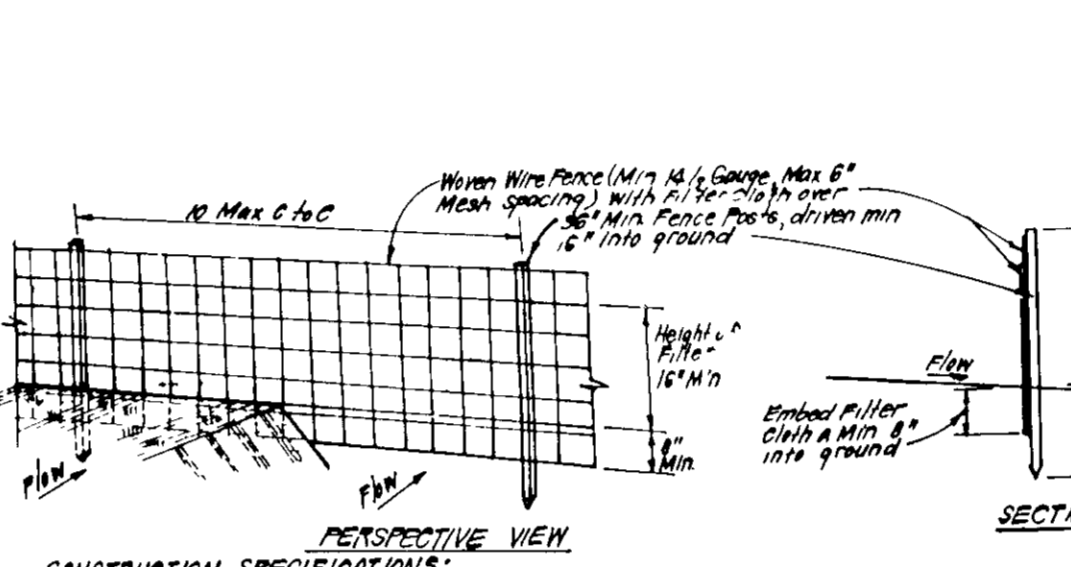 Woven Wire Fence (Min 14 1/2 Gauge, Max 6"
Mesh spacing) with Filter Cloth over
36" Min Fence Posts, driven min
16" into ground
10 Max C to C
Height of
Filter
16" Min
8"
Min.
Flow
Flow
Flow
Embed Filter
Cloth A Min 8"
into ground
PERSPECTIVE VIEW
CONSTRUCTION SPECIFICATIONS: